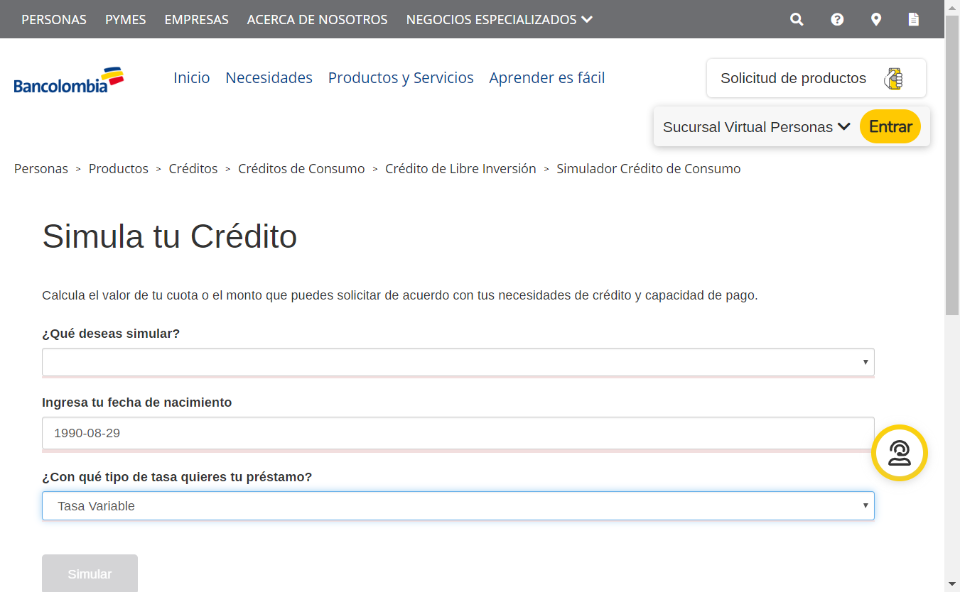 PERSONAS PYMES EMPRESAS ACERCA DE NOSOTROS NEGOCIOS ESPECIALIZADOS
Bancolombia
Inicio Necesidades Productos y Servicios Aprender es fácil
Solicitud de productos
Sucursal Virtual Personas Entrar
Personas > Productos > Créditos > Créditos de Consumo > Crédito de Libre Inversión > Simulador Crédito de Consumo
Simula tu Crédito
Calcula el valor de tu cuota o el monto que puedes solicitar de acuerdo con tus necesidades de crédito y capacidad de pago.
¿Qué deseas simular?
Ingresa tu fecha de nacimiento
1990-08-29
¿Con qué tipo de tasa quieres tu préstamo?
Tasa Variable
Simular